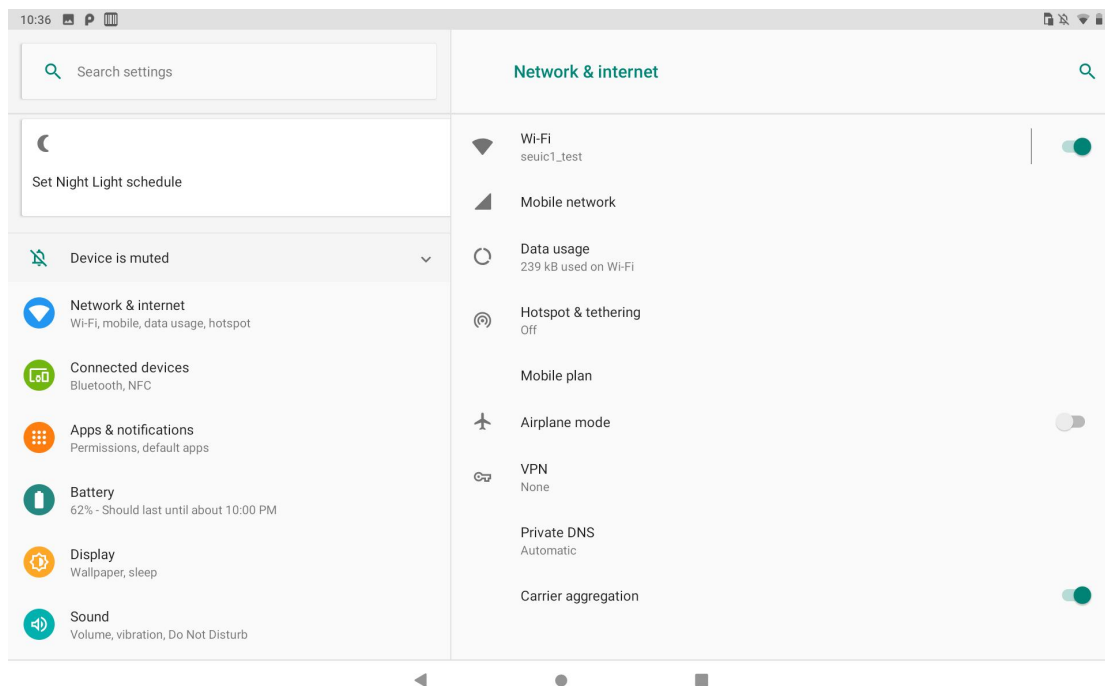 10:36
Search settings
Set Night Light schedule
Device is muted
Network & internet
Wi-Fi, mobile, data usage, hotspot
Connected devices
Bluetooth, NFC
Apps & notifications
Permissions, default apps
Battery
62% - Should last until about 10:00 PM
Display
Wallpaper, sleep
Sound
Volume, vibration, Do Not Disturb
Network & internet
Wi-Fi
seuic1_test
Mobile network
Data usage
239 kB used on Wi-Fi
Hotspot & tethering
Off
Mobile plan
Airplane mode
VPN
None
Private DNS
Automatic
Carrier aggregation